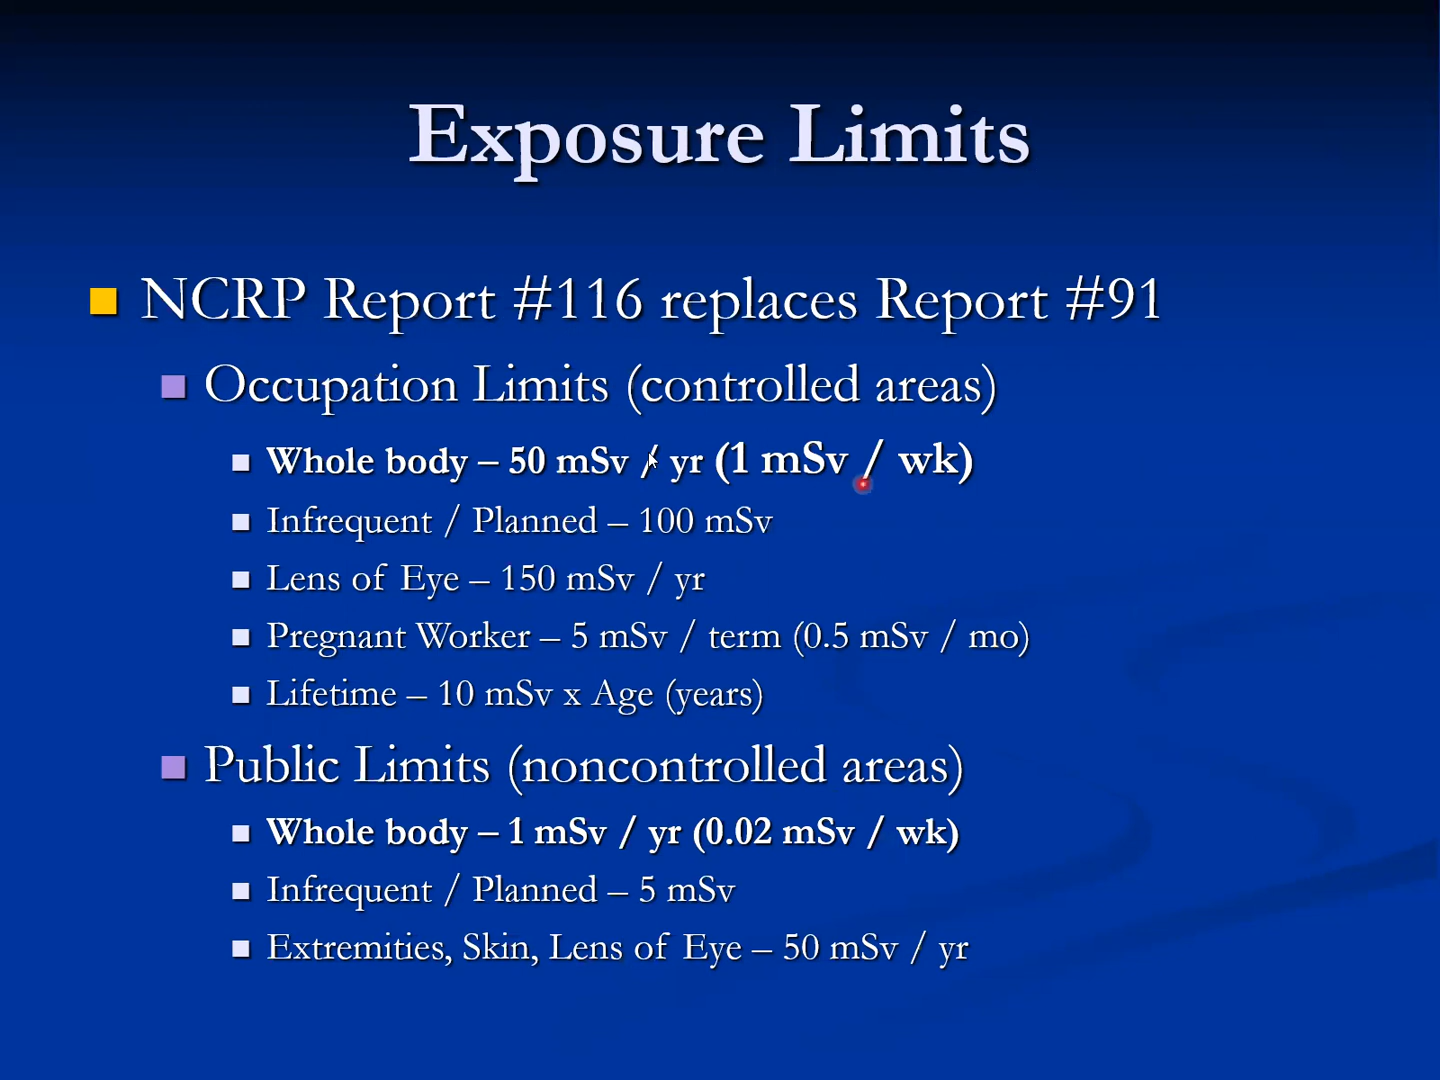 Exposure Limits
NCRP Report #116 replaces Report #91
Occupation Limits (controlled areas)
Whole body – 50 mSv / yr (1 mSv / wk)
Infrequent / Planned – 100 mSv
Lens of Eye – 150 mSv / yr
Pregnant Worker – 5 mSv / term (0.5 mSv / mo)
Lifetime – 10 mSv x Age (years)
Public Limits (noncontrolled areas)
Whole body – 1 mSv / yr (0.02 mSv / wk)
Infrequent / Planned – 5 mSv
Extremities, Skin, Lens of Eye – 50 mSv / yr